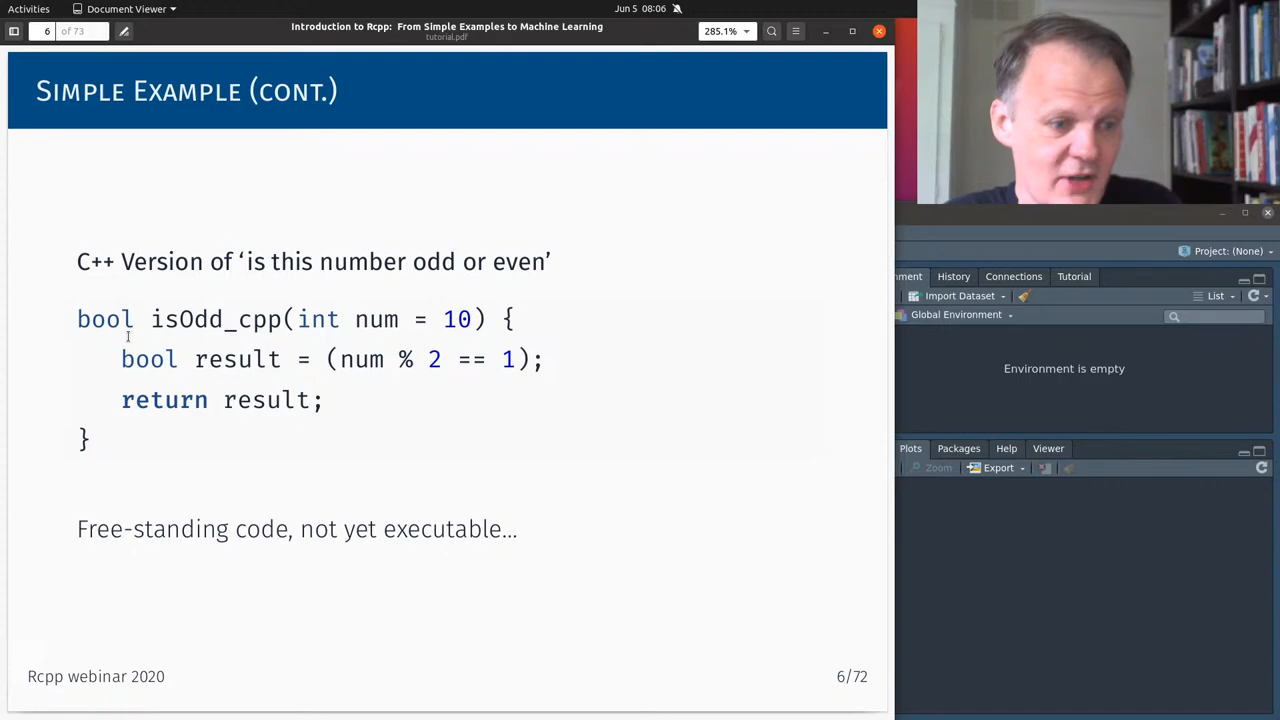 Activities
Document Viewer
Jun 5 08:06
6
of 73
Introduction to Rcpp: From Simple Examples to Machine Learning
tutorial.pdf
285.1%
SIMPLE EXAMPLE (CONT.)
C++ Version of ‘is this number odd or even’
bool isOdd_cpp(int num = 10) {
bool result = (num % 2 == 1);
return result;
}
Free-standing code, not yet executable...
Rcpp webinar 2020
6/72
Project: (None)
nment
History
Connections
Tutorial
Import Dataset
List
Global Environment
Environment is empty
Plots
Packages
Help
Viewer
Zoom
Export